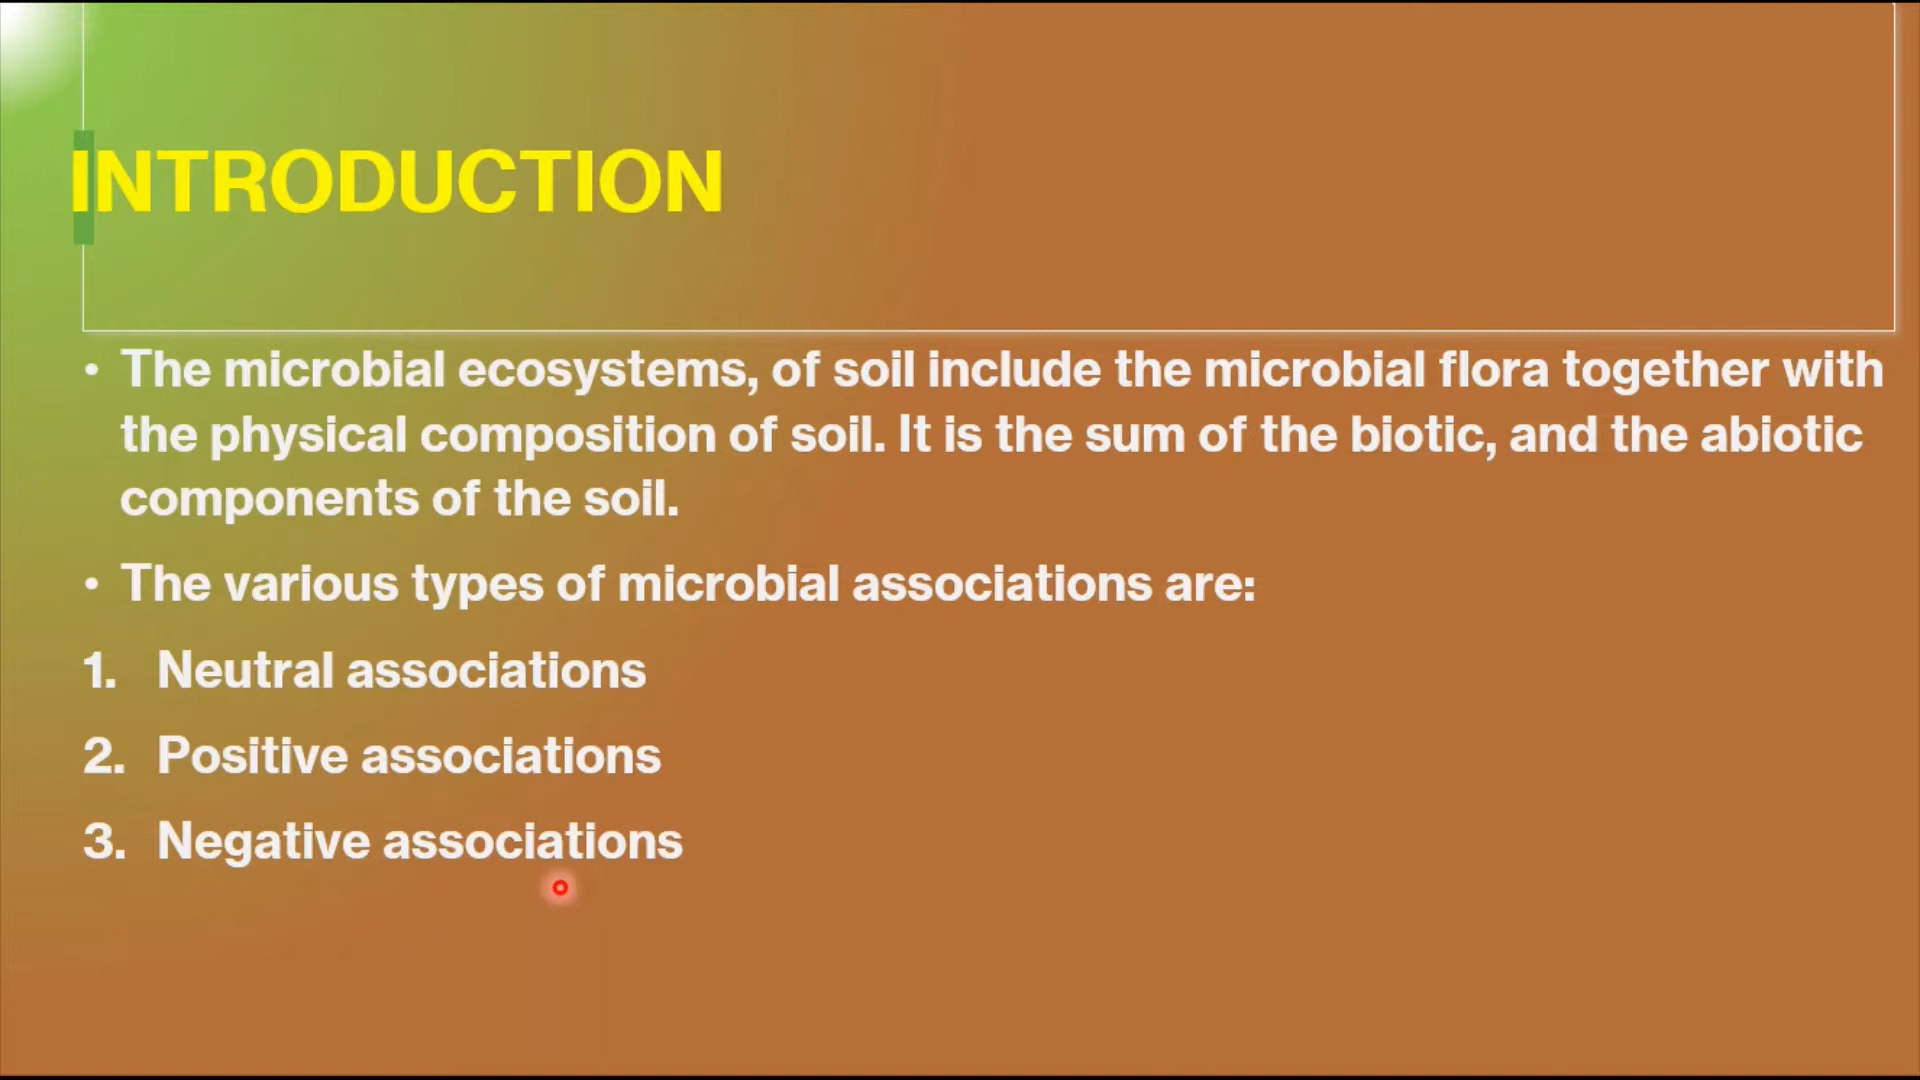 INTRODUCTION
• The microbial ecosystems, of soil include the microbial flora together with
the physical composition of soil. It is the sum of the biotic, and the abiotic
components of the soil.
• The various types of microbial associations are:
1. Neutral associations
2. Positive associations
3. Negative associations